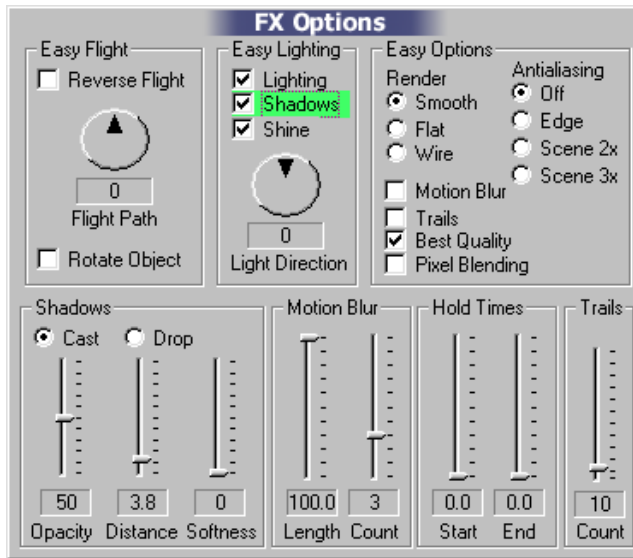 FX Options
Easy Flight
Reverse Flight
0
Flight Path
Rotate Object
Easy Lighting
Lighting
Shadows
Shine
0
Light Direction
Easy Options
Render
Smooth
Flat
Wire
Antialiasing
Off
Edge
Scene 2x
Scene 3x
Motion Blur
Trails
Best Quality
Pixel Blending
Shadows
Cast Drop
50 3.8 0
Opacity Distance Softness
Motion Blur
100.0 3
Length Count
Hold Times
0.0 0.0
Start End
Trails
10
Count